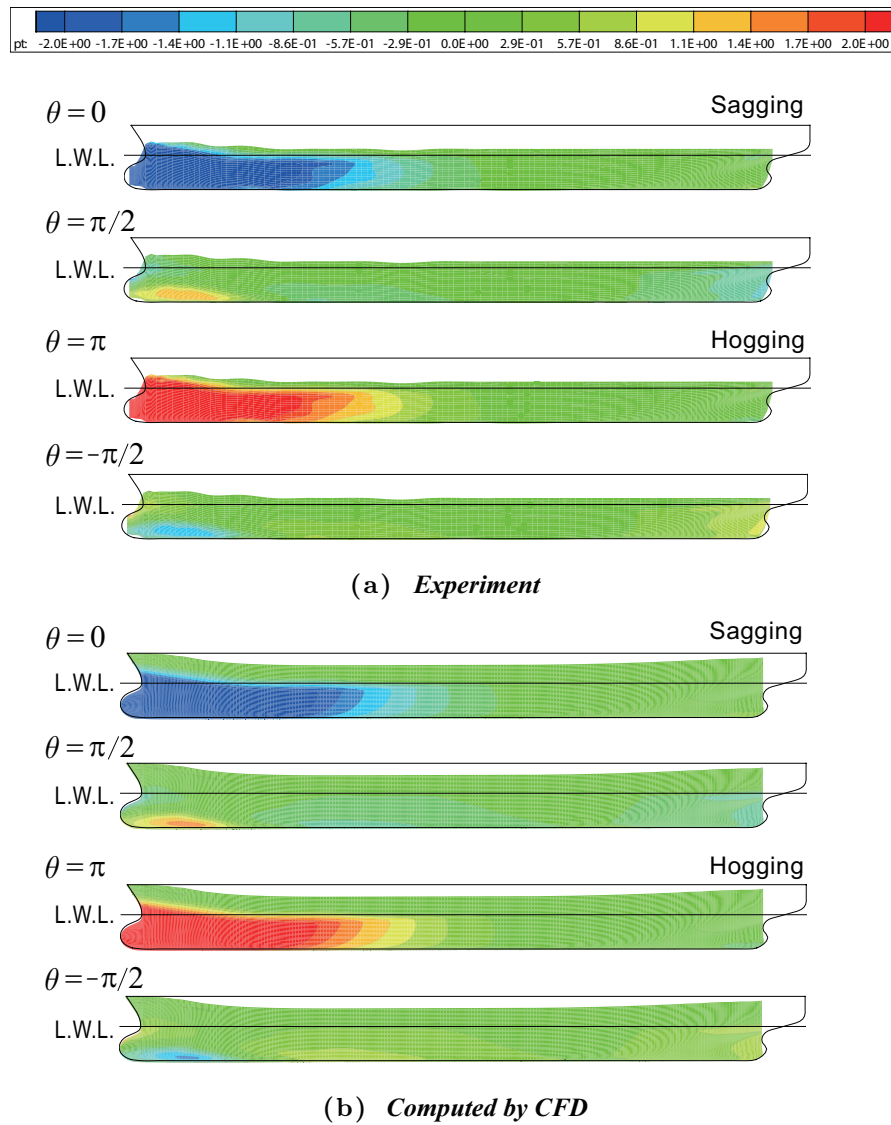 pt: -2.0E+00 -1.7E+00 -1.4E+00 -1.1E+00 -8.6E-01 -5.7E-01 -2.9E-01 0.0E+00 2.9E-01 5.7E-01 8.6E-01 1.1E+00 1.4E+00 1.7E+00 2.0E+00
θ = 0 Sagging
L.W.L.
θ = π/2
L.W.L.
θ = π Hogging
L.W.L.
θ = -π/2
L.W.L.
(a) Experiment
θ = 0 Sagging
L.W.L.
θ = π/2
L.W.L.
θ = π Hogging
L.W.L.
θ = -π/2
L.W.L.
(b) Computed by CFD